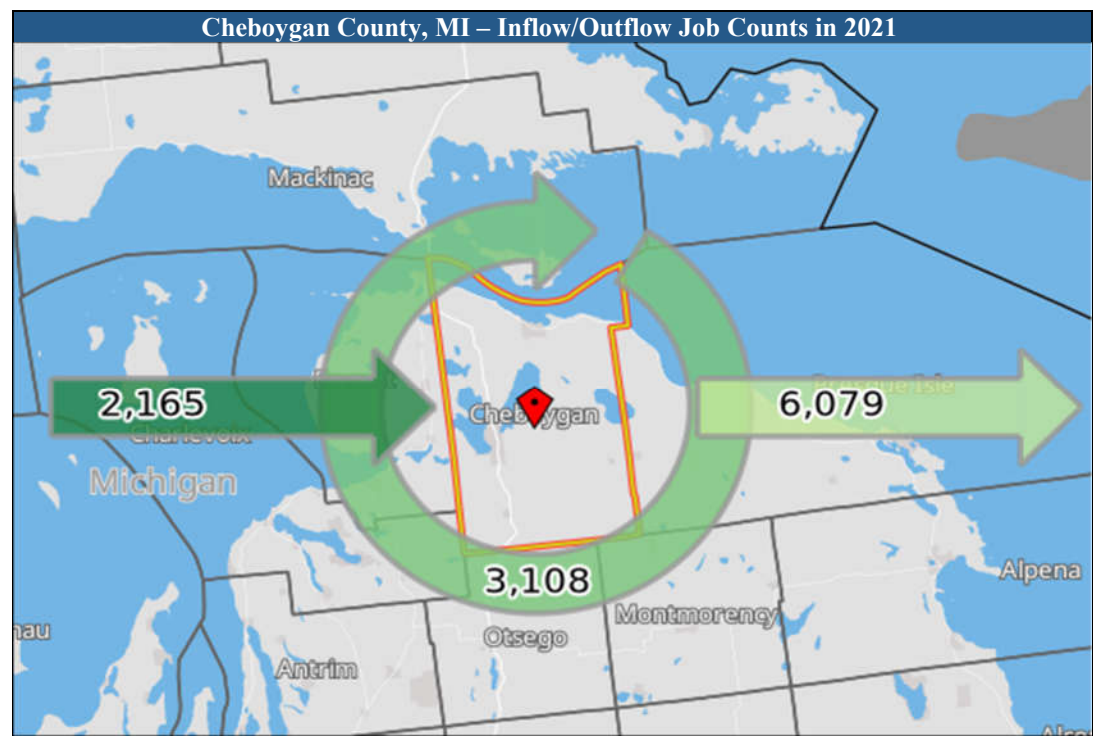 Cheboygan County, MI – Inflow/Outflow Job Counts in 2021
Mackinac
2,165
6,079
Presque Isle
Cheboygan
Charlevoix
Michigan
3,108
Alpena
Montmorency
Otsego
Antrim